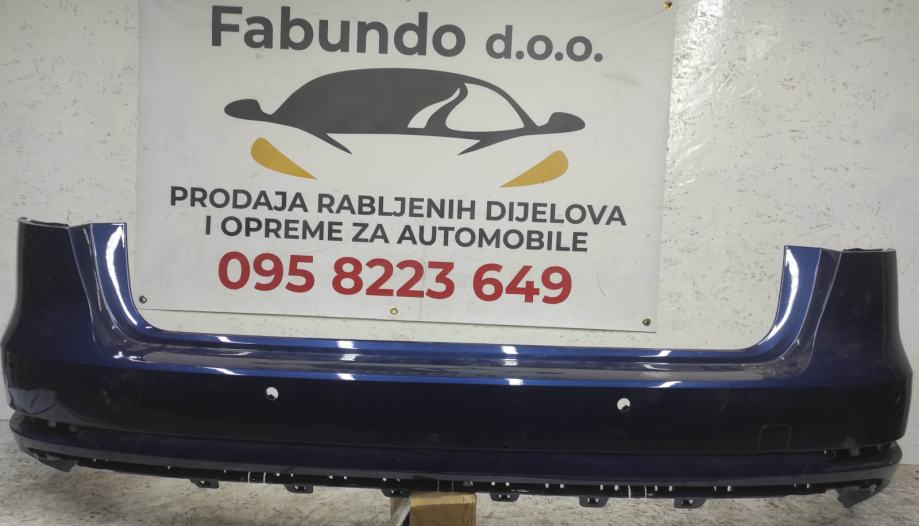 Fabundo d.o.o.
PRODAJA RABLJENIH DIJELOVA
I OPREME ZA AUTOMOBILE
095 8223 649